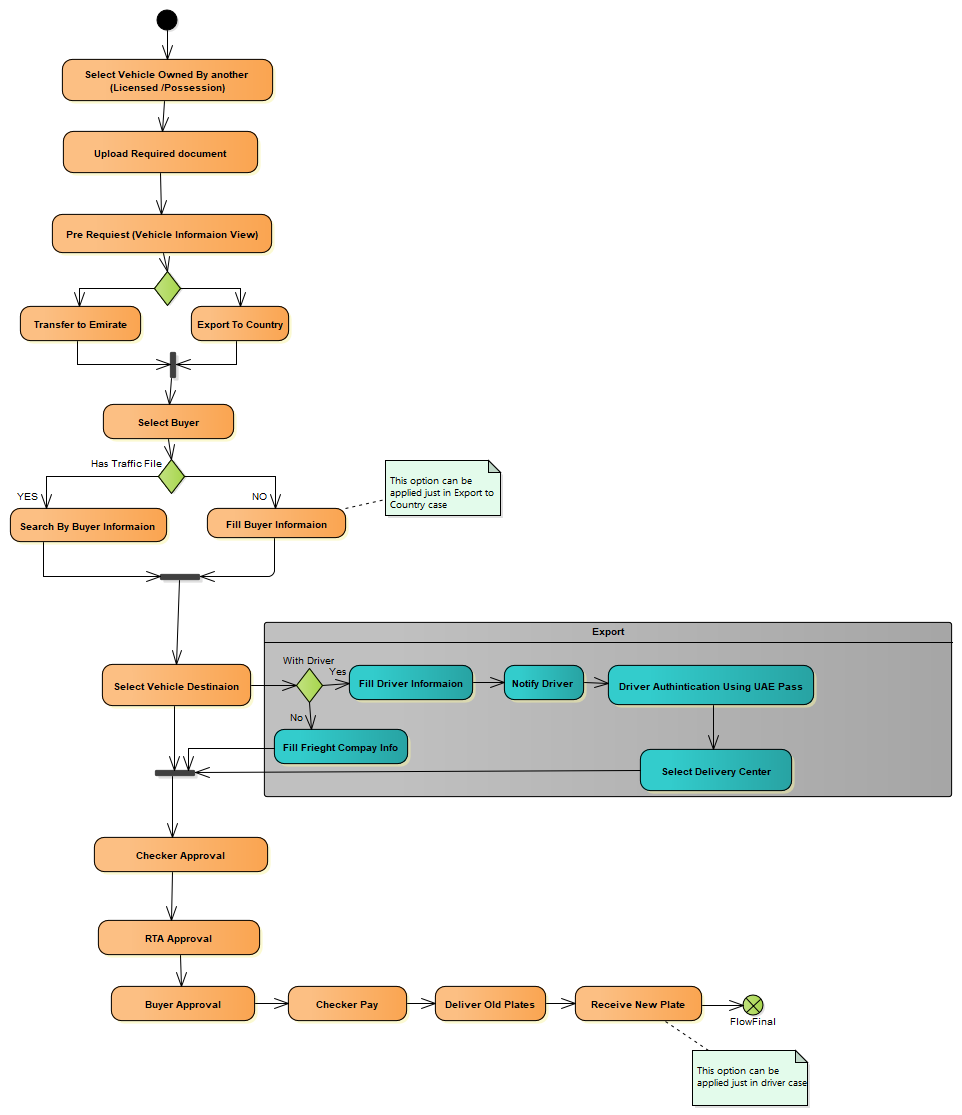 Select Vehicle Owned By another
(Licensed /Possession)
Upload Required document
Pre Requiest (Vehicle Informaion View)
Transfer to Emirate
Export To Country
Select Buyer
Has Traffic File
YES
NO
This option can be
applied just in Export to
Country case
Search By Buyer Informaion
Fill Buyer Informaion
Export
With Driver
Yes
Fill Driver Informaion
Notify Driver
Driver Authintication Using UAE Pass
Select Vehicle Destinaion
No
Fill Frieght Compay Info
Select Delivery Center
Checker Approval
RTA Approval
Buyer Approval
Checker Pay
Deliver Old Plates
Receive New Plate
FlowFinal
This option can be
applied just in driver case